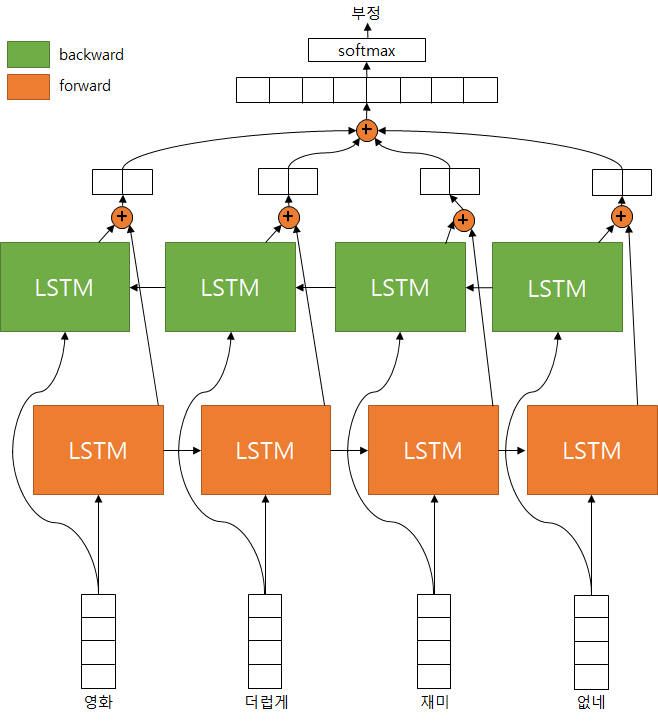 부정
softmax
backward
forward
+
+ + + +
LSTM LSTM LSTM LSTM
LSTM LSTM LSTM LSTM
영화 더럽게 재미 없네